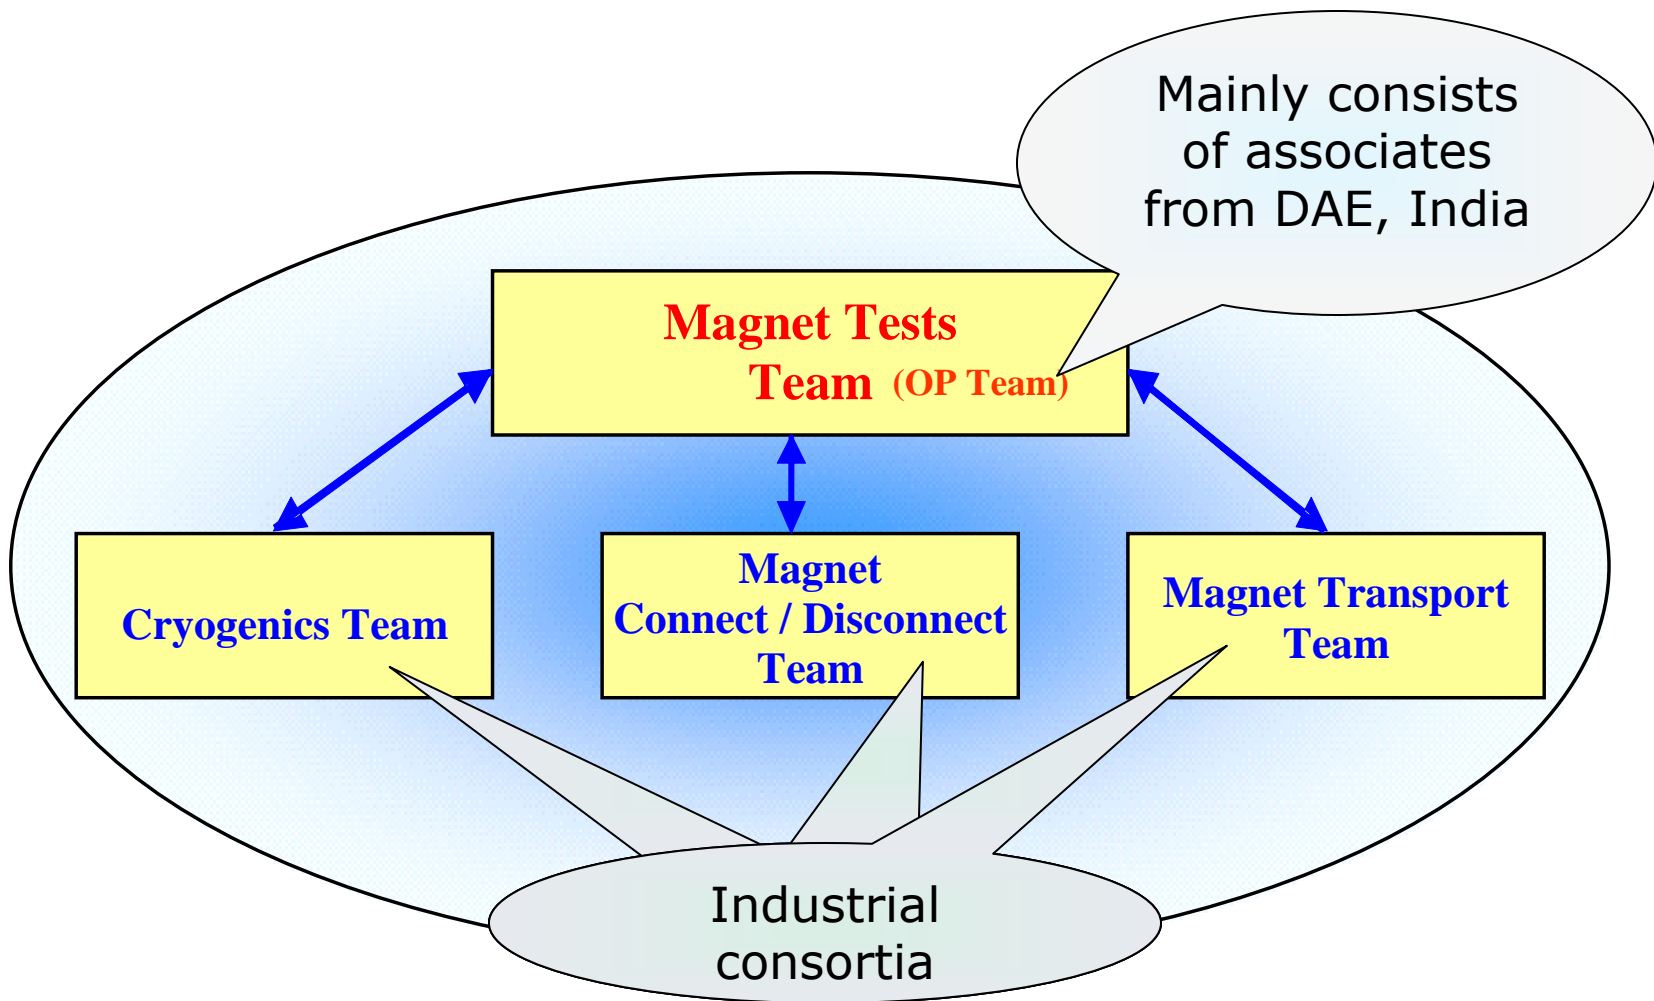 Mainly consists
of associates
from DAE, India
Magnet Tests
Team (OP Team)
Cryogenics Team
Magnet
Connect / Disconnect
Team
Magnet Transport
Team
Industrial
consortia